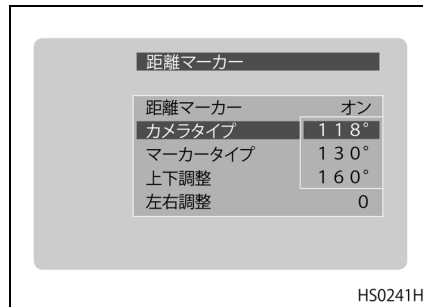 距離マーカー
距離マーカー オン
カメラタイプ 118°
マーカータイプ 130°
上下調整 160°
左右調整 0
HS0241H